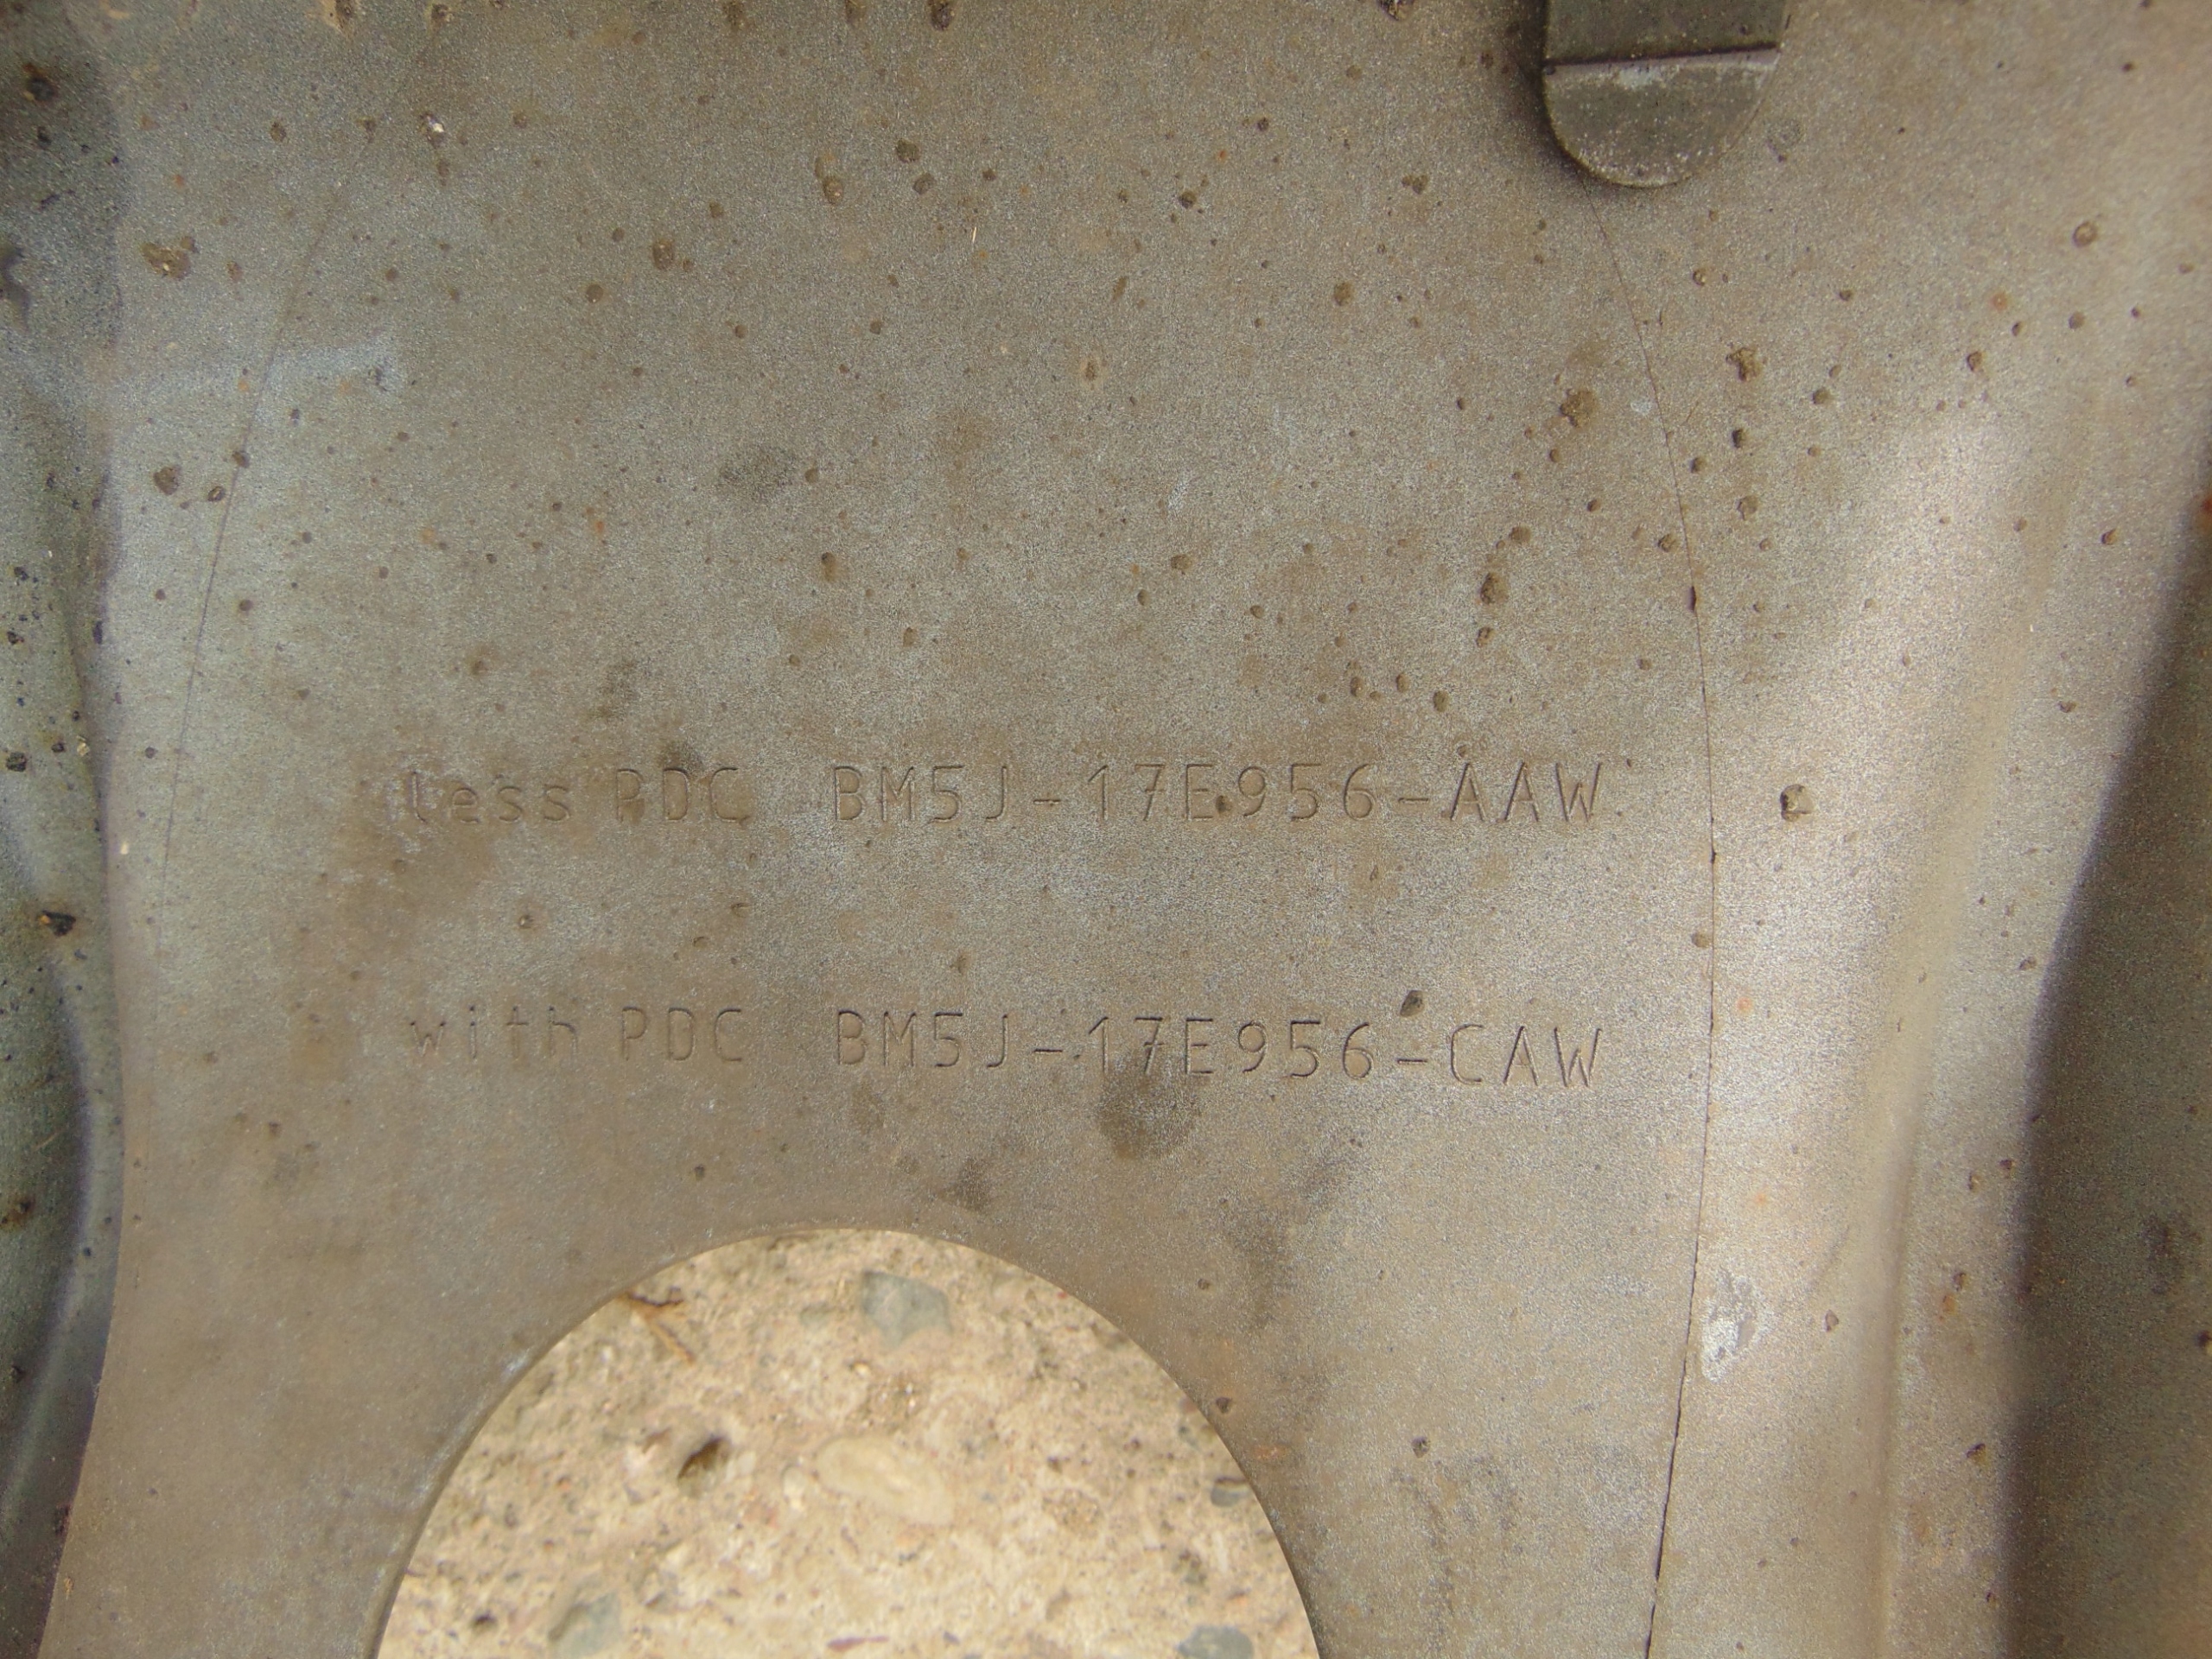 less PDC BM5J-17E956-AAW
with PDC BM5J-17E956-CAW